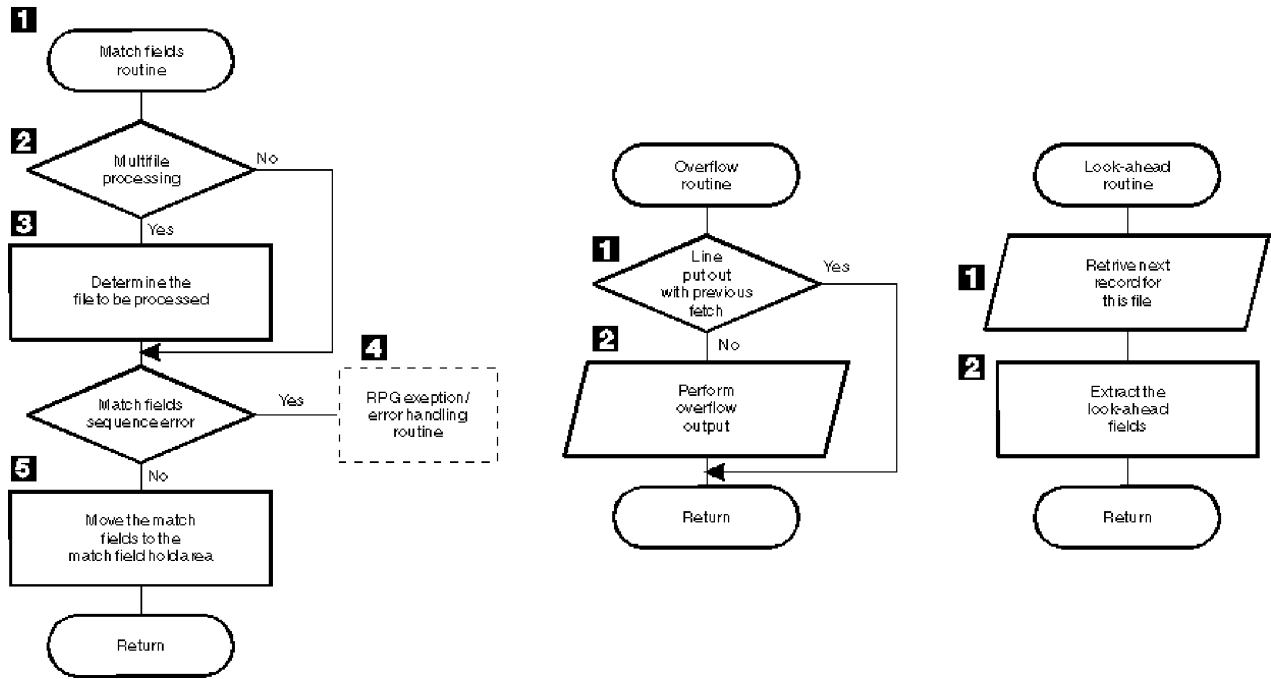 1
Match fields
routine
2
Multifile
processing
No
Yes
3
Determine the
file to be processed
4
Match fields
sequence error
Yes
RPG exeption/
error handling
routine
No
5
Move the match
fields to the
match field hold area
Return
Overflow
routine
1
Line
put out
with previous
fetch
Yes
No
2
Perform
overflow
output
Return
Look-ahead
routine
1
Retrive next
record for
this file
2
Extract the
look-ahead
fields
Return